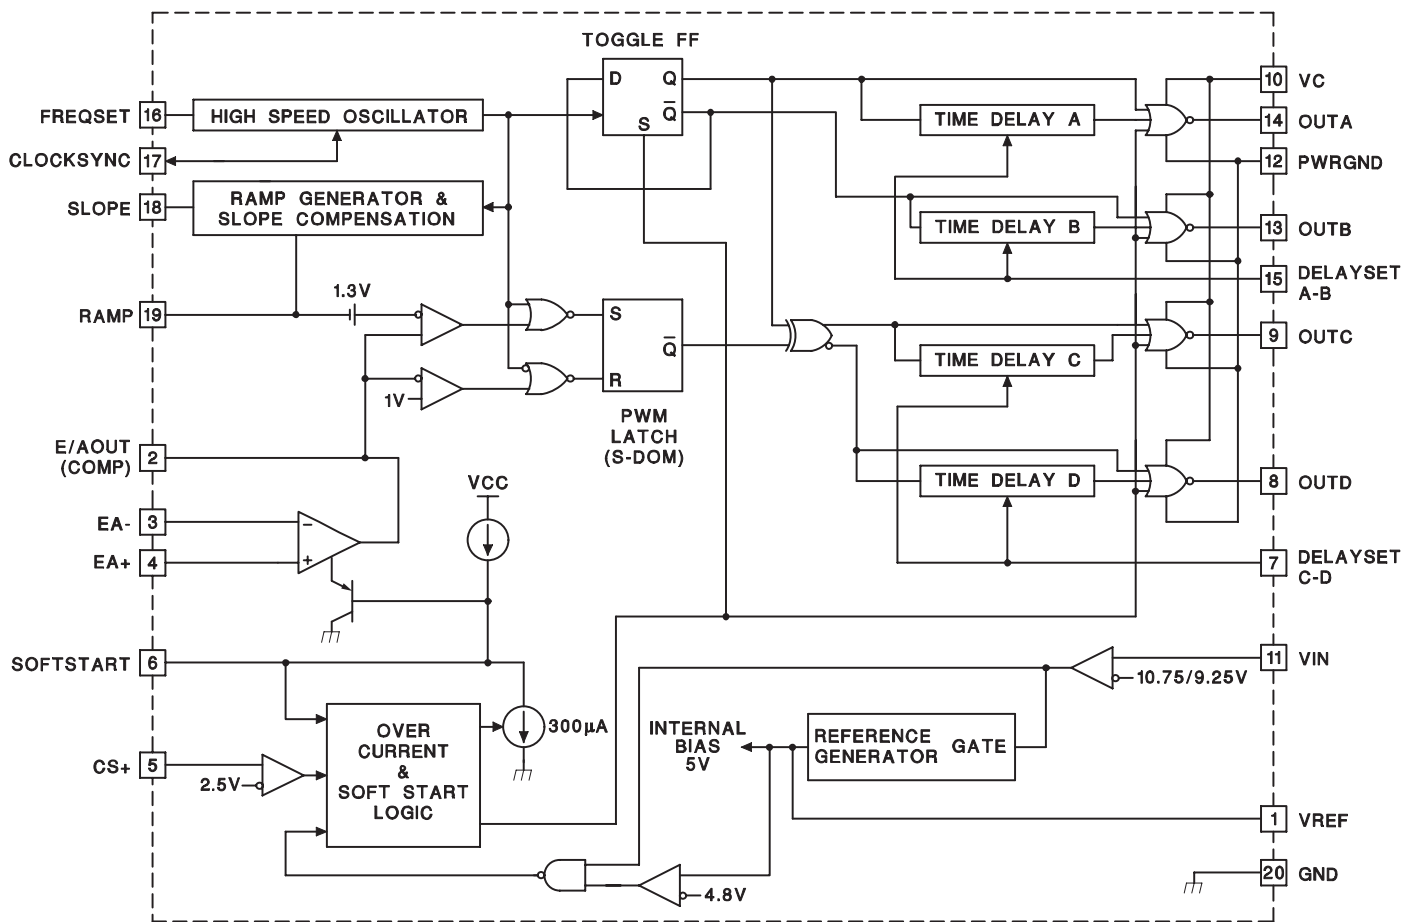 TOGGLE FF
D
Q
Q̅
S
FREQSET
16
HIGH SPEED OSCILLATOR
CLOCKSYNC
17
SLOPE
18
RAMP GENERATOR &
SLOPE COMPENSATION
RAMP
19
1.3V
1V
S
R
Q̅
PWM
LATCH
(S-DOM)
E/AOUT
(COMP)
2
EA-
3
EA+
4
-
+
VCC
SOFTSTART
6
CS+
5
2.5V
OVER
CURRENT
&
SOFT START
LOGIC
300µA
TIME DELAY A
TIME DELAY B
TIME DELAY C
TIME DELAY D
10
VC
14
OUTA
12
PWRGND
13
OUTB
15
DELAYSET
A-B
9
OUTC
8
OUTD
7
DELAYSET
C-D
11
VIN
10.75/9.25V
INTERNAL
BIAS
5V
REFERENCE
GENERATOR
GATE
1
VREF
20
GND
4.8V